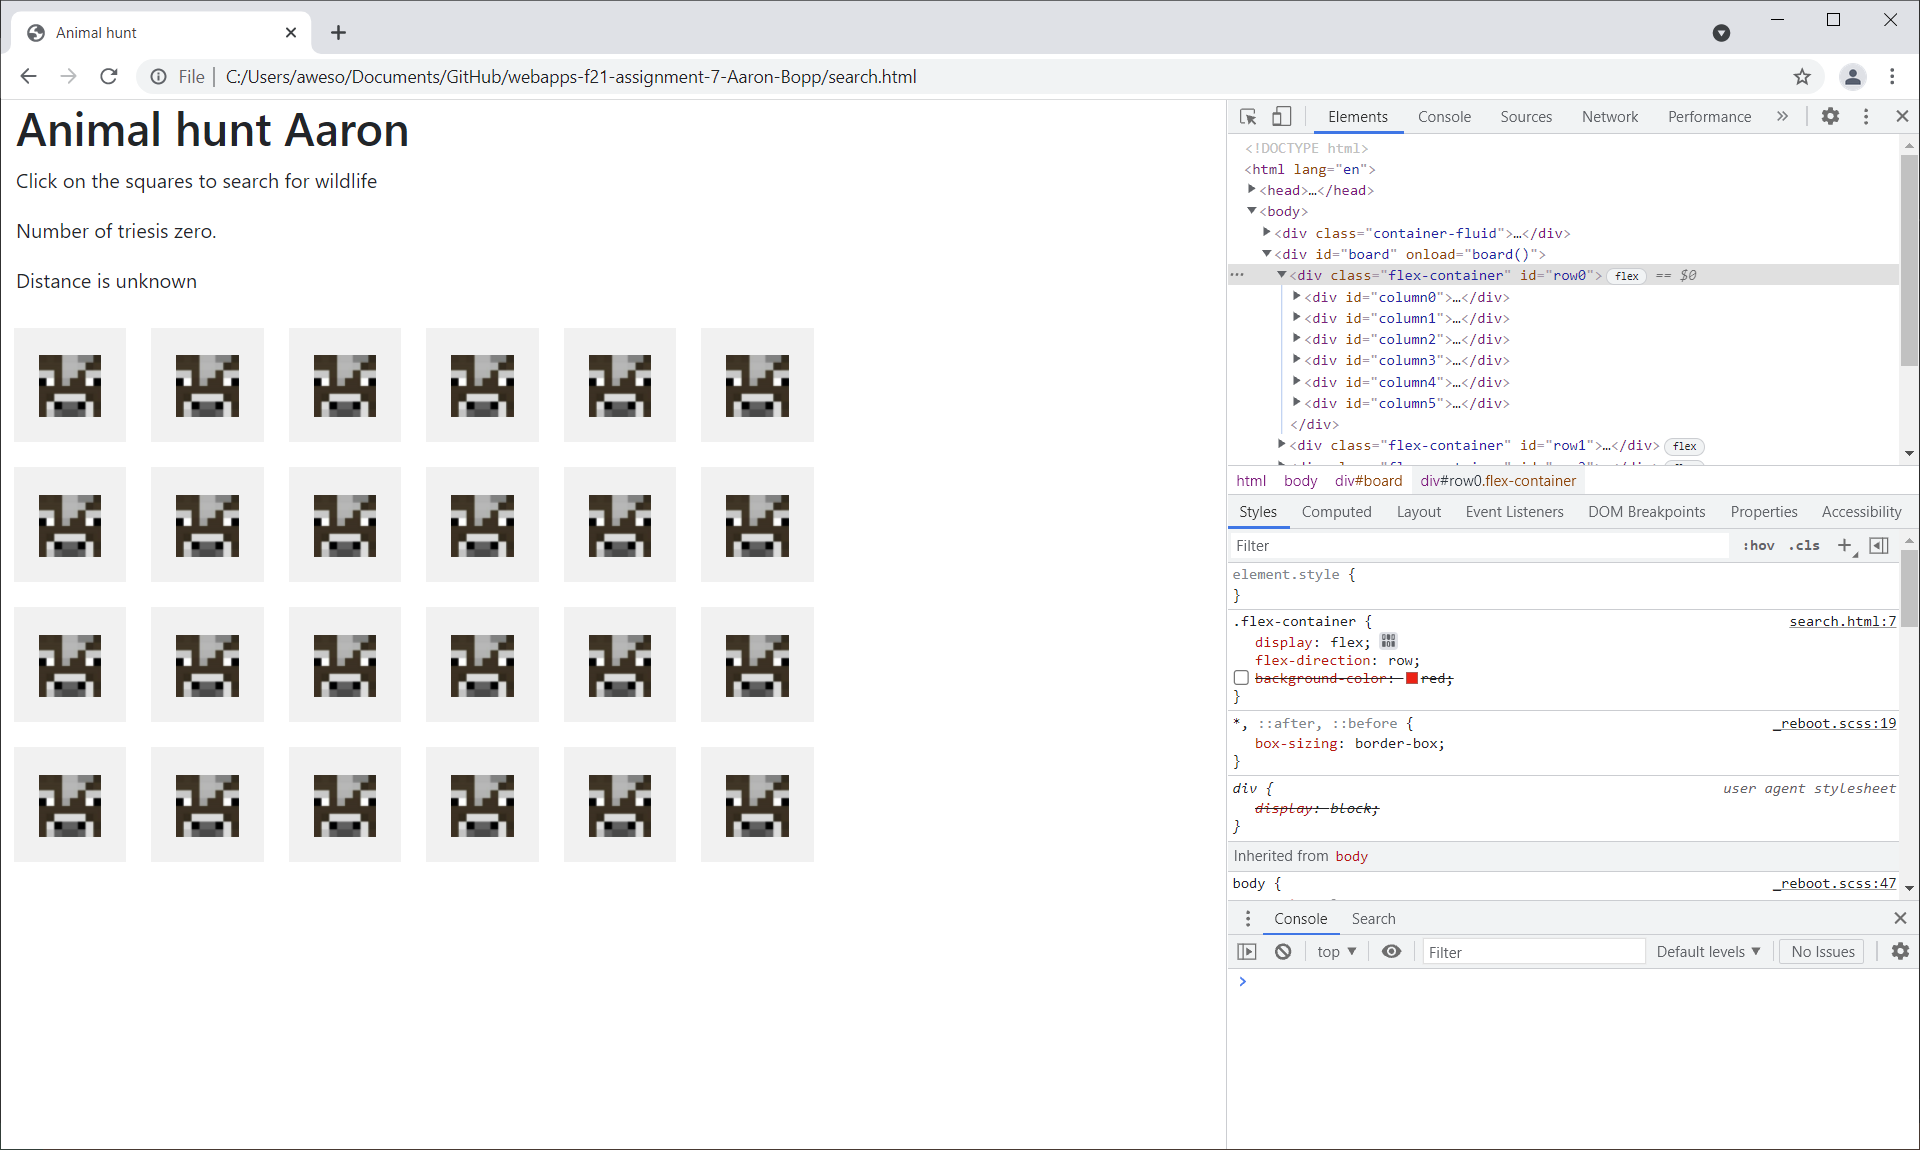 Animal hunt
File | C:/Users/aweso/Documents/GitHub/webapps-f21-assignment-7-Aaron-Bopp/search.html
Animal hunt Aaron
Click on the squares to search for wildlife
Number of triesis zero.
Distance is unknown
Elements Console Sources Network Performance »
<!DOCTYPE html>
<html lang="en">
<head>…</head>
<body>
<div class="container-fluid">…</div>
<div id="board" onload="board()">
… <div class="flex-container" id="row0"> flex == $0
<div id="column0">…</div>
<div id="column1">…</div>
<div id="column2">…</div>
<div id="column3">…</div>
<div id="column4">…</div>
<div id="column5">…</div>
</div>
<div class="flex-container" id="row1">…</div> flex
html body div#board div#row0.flex-container
Styles Computed Layout Event Listeners DOM Breakpoints Properties Accessibility
Filter :hov .cls +
element.style {
}
.flex-container { search.html:7
display: flex;
flex-direction: row;
background-color: red;
}
*, ::after, ::before { _reboot.scss:19
box-sizing: border-box;
}
div { user agent stylesheet
display: block;
}
Inherited from body
body { _reboot.scss:47
Console Search
top Filter Default levels No Issues
>